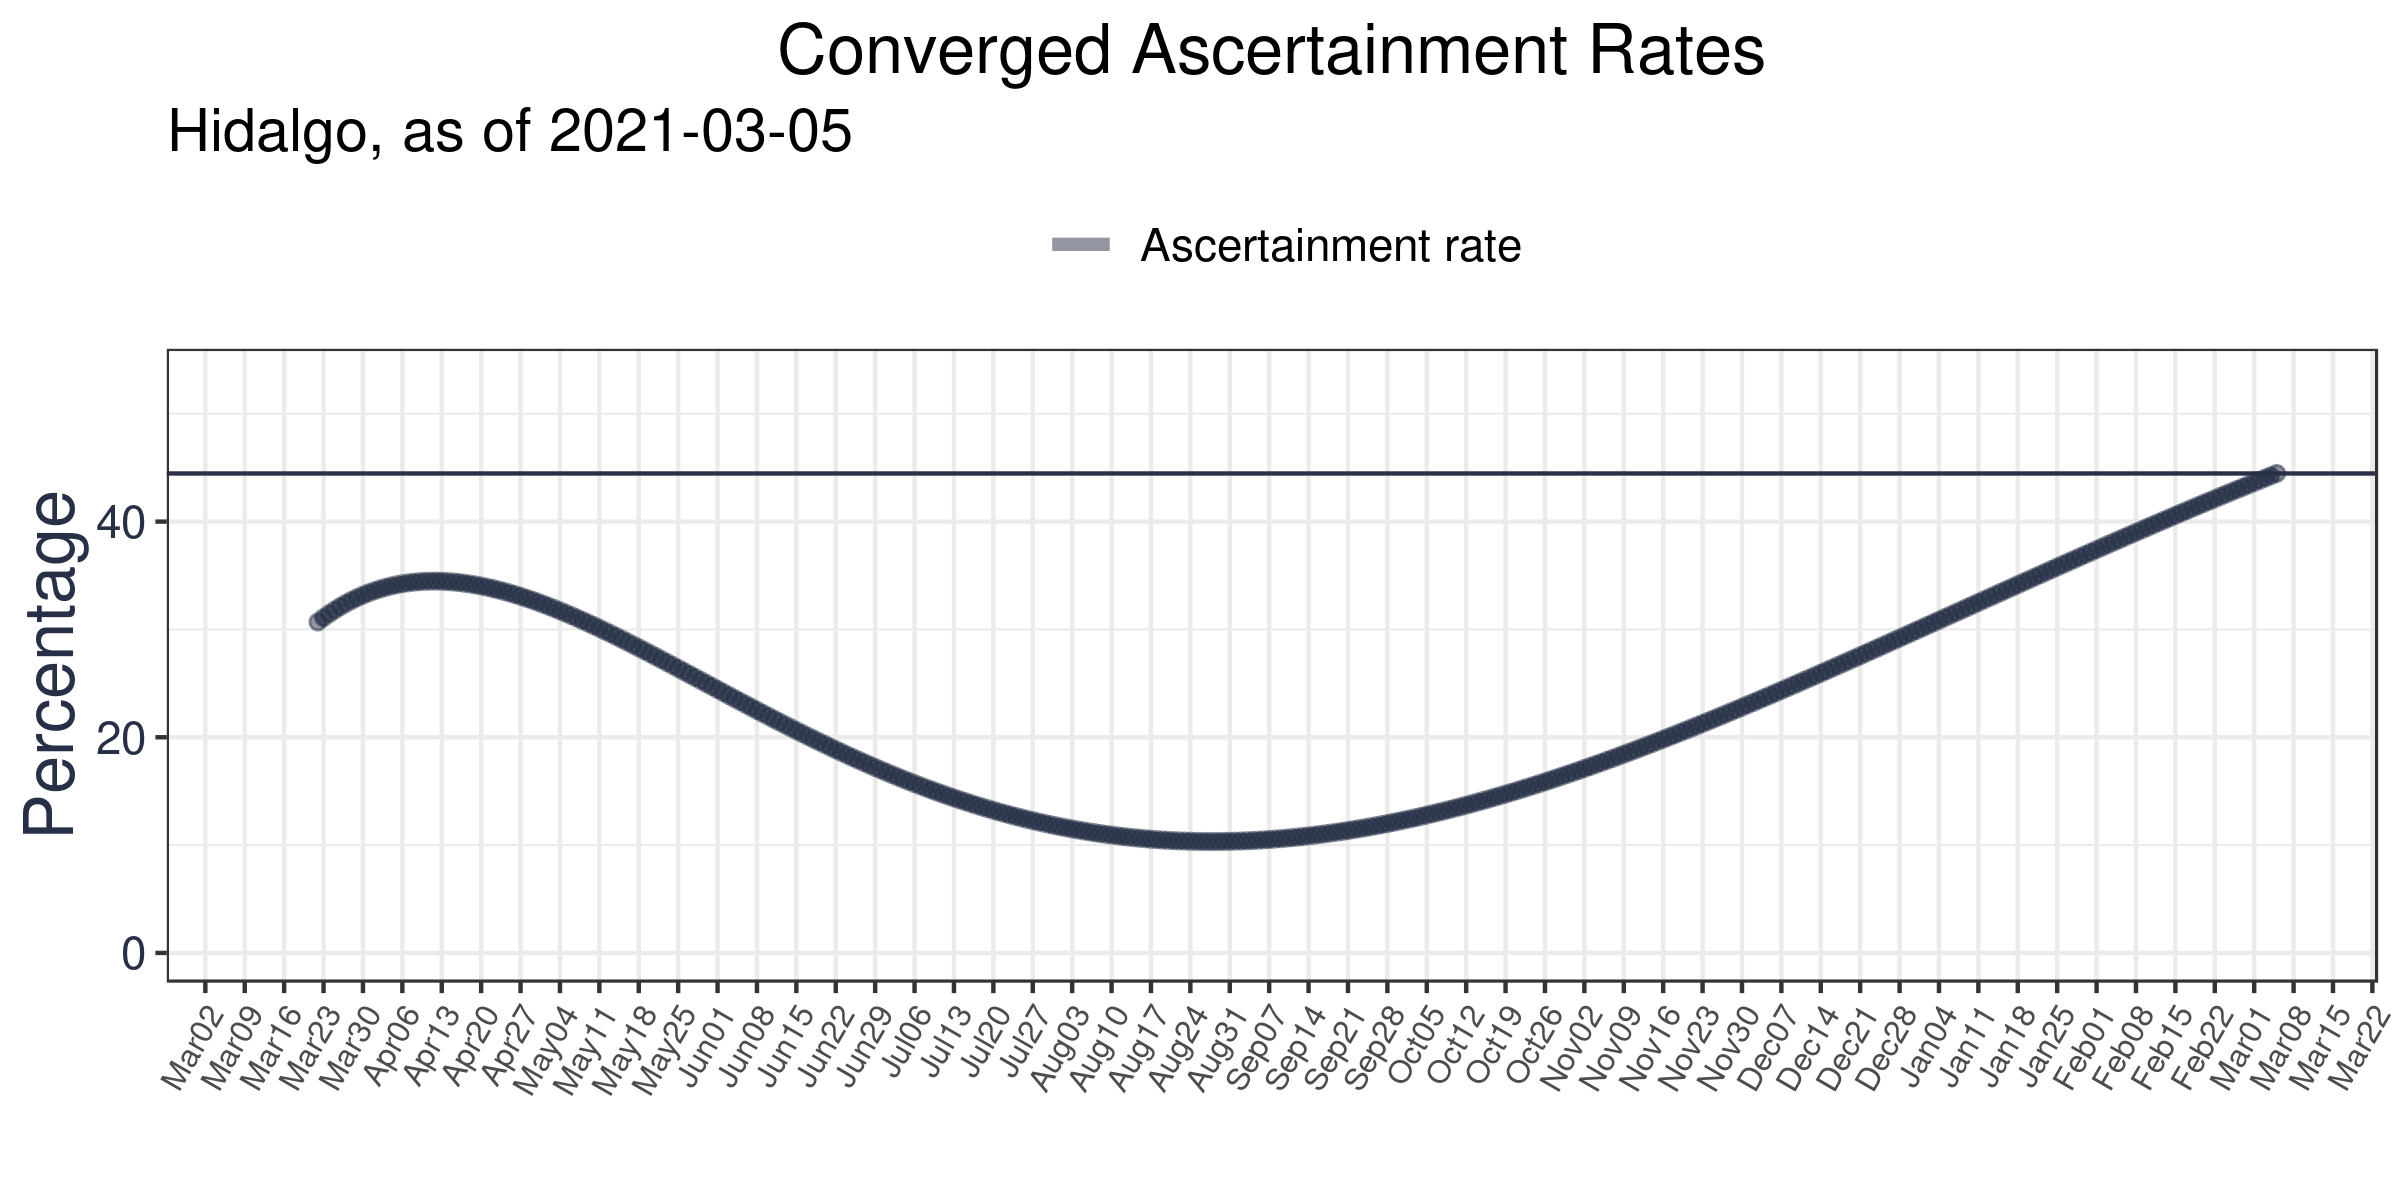 Converged Ascertainment Rates
Hidalgo, as of 2021-03-05
Ascertainment rate
Percentage
40
20
0
Mar02 Mar09 Mar16 Mar23 Mar30 Apr06 Apr13 Apr20 Apr27 May04 May11 May18 May25 Jun01 Jun08 Jun15 Jun22 Jun29 Jul06 Jul13 Jul20 Jul27 Aug03 Aug10 Aug17 Aug24 Aug31 Sep07 Sep14 Sep21 Sep28 Oct05 Oct12 Oct19 Oct26 Nov02 Nov09 Nov16 Nov23 Nov30 Dec07 Dec14 Dec21 Dec28 Jan04 Jan11 Jan18 Jan25 Feb01 Feb08 Feb15 Feb22 Mar01 Mar08 Mar15 Mar22